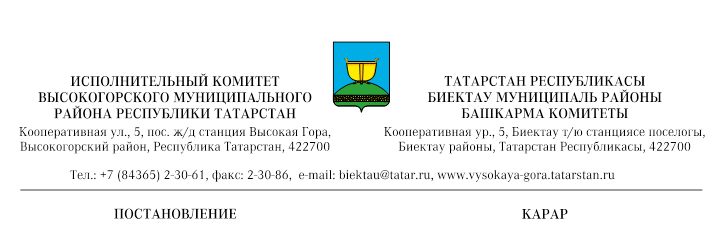 ИСПОЛНИТЕЛЬНЫЙ КОМИТЕТ
ВЫСОКОГОРСКОГО МУНИЦИПАЛЬНОГО
РАЙОНА РЕСПУБЛИКИ ТАТАРСТАН
Кооперативная ул., 5, пос. ж/д станция Высокая Гора,
Высокогорский район, Республика Татарстан, 422700
ТАТАРСТАН РЕСПУБЛИКАСЫ
БИЕКТАУ МУНИЦИПАЛЬ РАЙОНЫ
БАШКАРМА КОМИТЕТЫ
Кооперативная ур., 5, Биектау т/ю станциясе поселогы,
Биектау районы, Татарстан Республикасы, 422700
Тел.: +7 (84365) 2-30-61, факс: 2-30-86, e-mail: biektau@tatar.ru, www.vysokaya-gora.tatarstan.ru
ПОСТАНОВЛЕНИЕ
КАРАР